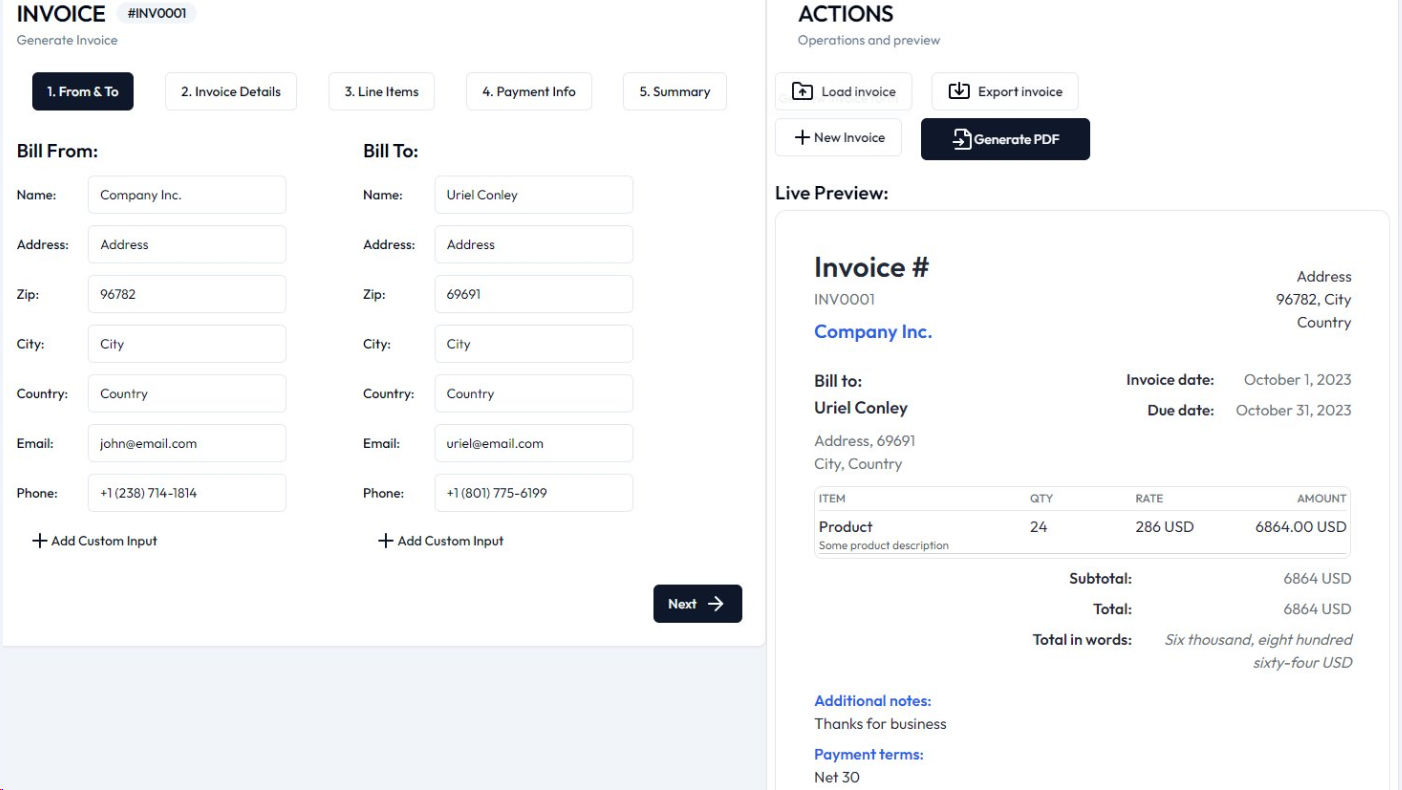 INVOICE #INV0001
Generate Invoice
1. From & To
2. Invoice Details
3. Line Items
4. Payment Info
5. Summary
Bill From:
Name: Company Inc.
Address: Address
Zip: 96782
City: City
Country: Country
Email: john@email.com
Phone: +1 (238) 714-1814
Add Custom Input
Bill To:
Name: Uriel Conley
Address: Address
Zip: 69691
City: City
Country: Country
Email: uriel@email.com
Phone: +1 (801) 775-6199
Add Custom Input
Next
ACTIONS
Operations and preview
Load invoice
Export invoice
New Invoice
Generate PDF
Live Preview:
Invoice #
INV0001
Company Inc.
Address
96782, City
Country
Bill to:
Uriel Conley
Address, 69691
City, Country
Invoice date: October 1, 2023
Due date: October 31, 2023
ITEM QTY RATE AMOUNT
Product 24 286 USD 6864.00 USD
Some product description
Subtotal: 6864 USD
Total: 6864 USD
Total in words: Six thousand, eight hundred
sixty-four USD
Additional notes:
Thanks for business
Payment terms:
Net 30